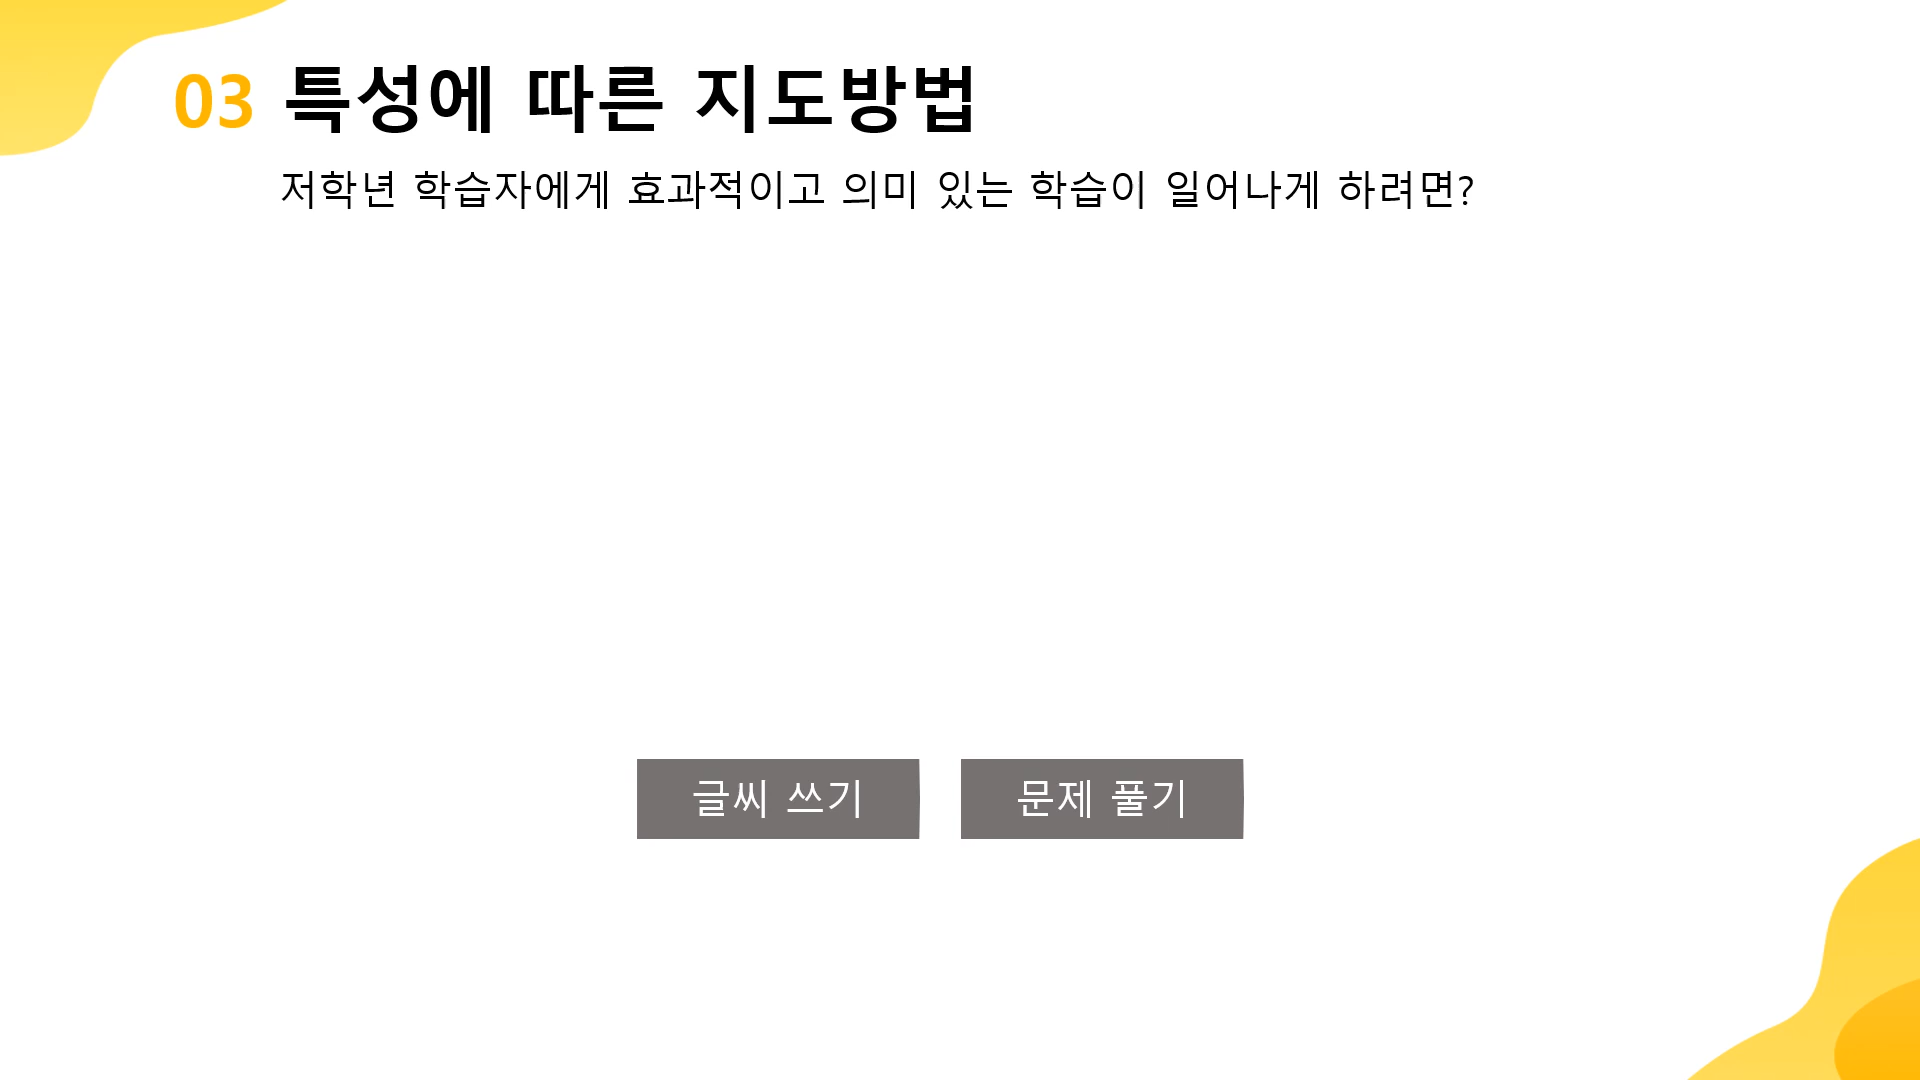 03 특성에 따른 지도방법
저학년 학습자에게 효과적이고 의미 있는 학습이 일어나게 하려면?
글씨 쓰기 문제 풀기